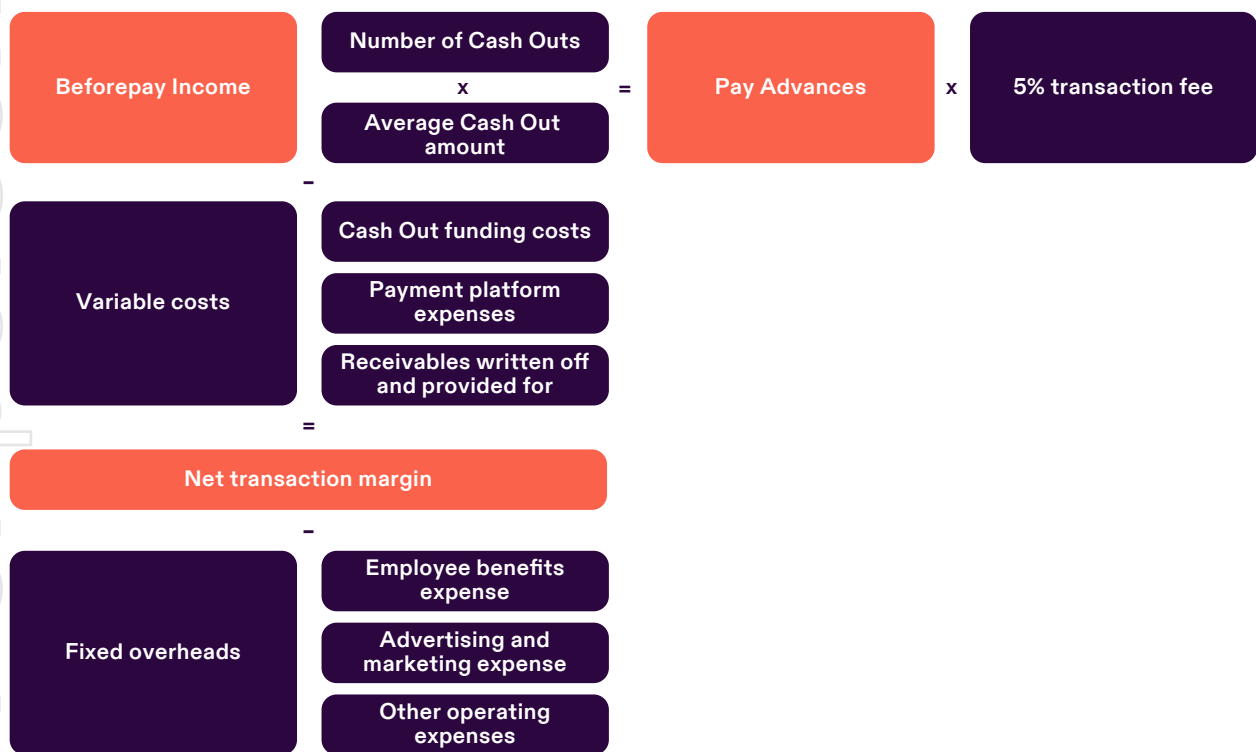 Beforepay Income
Number of Cash Outs
x
Average Cash Out
amount
=
Pay Advances
x
5% transaction fee
–
Variable costs
Cash Out funding costs
Payment platform
expenses
Receivables written off
and provided for
=
Net transaction margin
–
Fixed overheads
Employee benefits
expense
Advertising and
marketing expense
Other operating
expenses